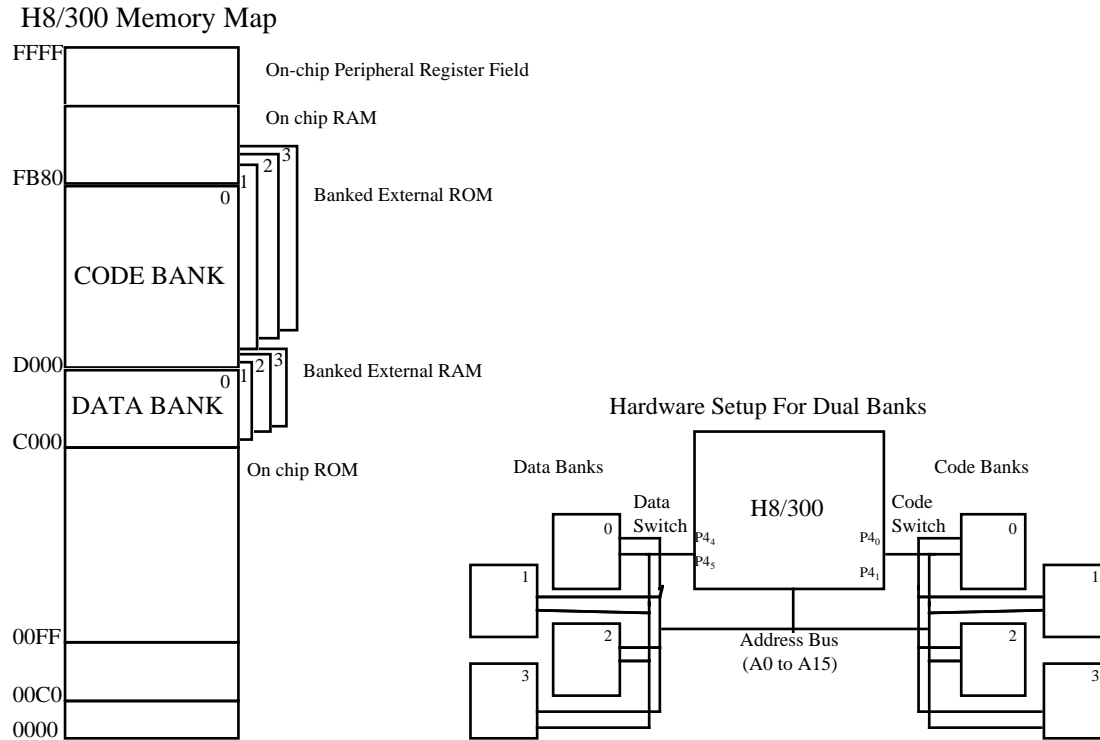 H8/300 Memory Map
FFFF
On-chip Peripheral Register Field
On chip RAM
3
2
1
FB80
0
Banked External ROM
CODE BANK
D000
0
1
2
3
Banked External RAM
DATA BANK
C000
On chip ROM
00FF
00C0
0000
Hardware Setup For Dual Banks
Data Banks
Code Banks
H8/300
Data
Switch
Code
Switch
P4₄
P4₅
P4₀
P4₁
0
1
2
3
0
1
2
3
Address Bus
(A0 to A15)